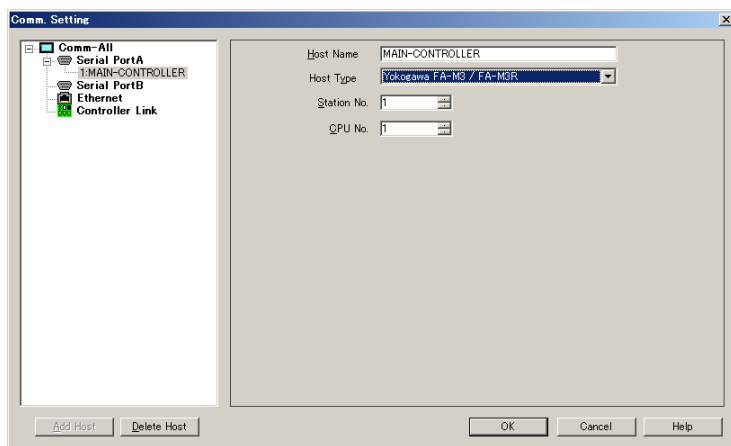 Comm. Setting
Comm-All
Serial PortA
1:MAIN-CONTROLLER
Serial PortB
Ethernet
Controller Link
Host Name MAIN-CONTROLLER
Host Type Yokogawa FA-M3 / FA-M3R
Station No. 1
CPU No. 1
Add Host Delete Host OK Cancel Help